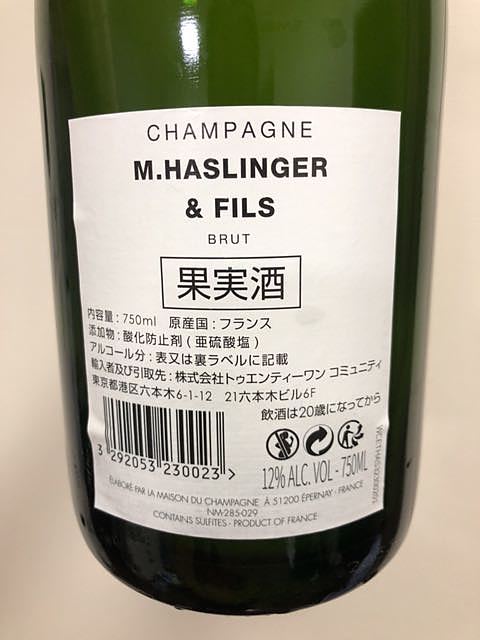 CHAMPAGNE
M.HASLINGER
& FILS
BRUT
果実酒
内容量:750ml 原産国:フランス
添加物:酸化防止剤(亜硫酸塩)
アルコール分:表又は裏ラベルに記載
輸入者及び引取先:株式会社トゥエンティーワン コミュニティ
東京都港区六本木6-1-12 21六本木ビル6F
飲酒は20歳になってから
3 292053 230023 >
12% ALC. VOL - 750ML
ÉLABORÉ PAR LA MAISON DU CHAMPAGNE À 51200 ÉPERNAY - FRANCE
NM-285-029
CONTAINS SULFITES - PRODUCT OF FRANCE